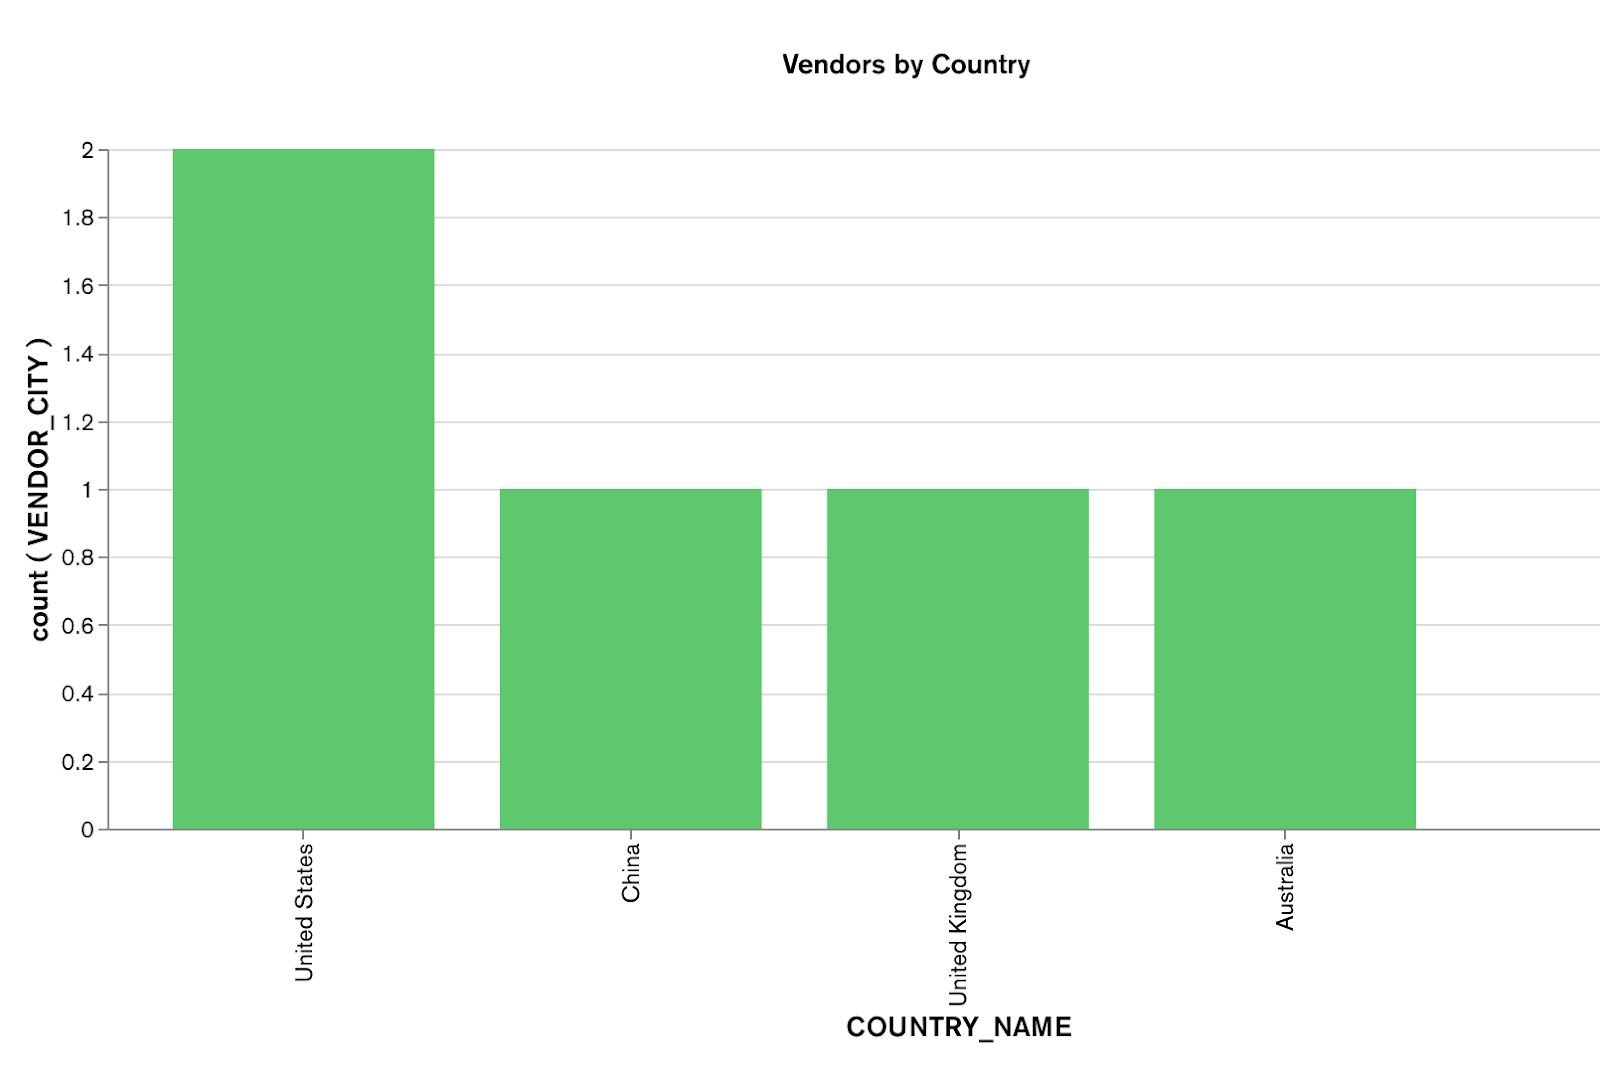 Vendors by Country
2
1.8
1.6
1.4
1.2
1
0.8
0.6
0.4
0.2
0
count ( VENDOR_CITY )
United States
China
United Kingdom
Australia
COUNTRY_NAME